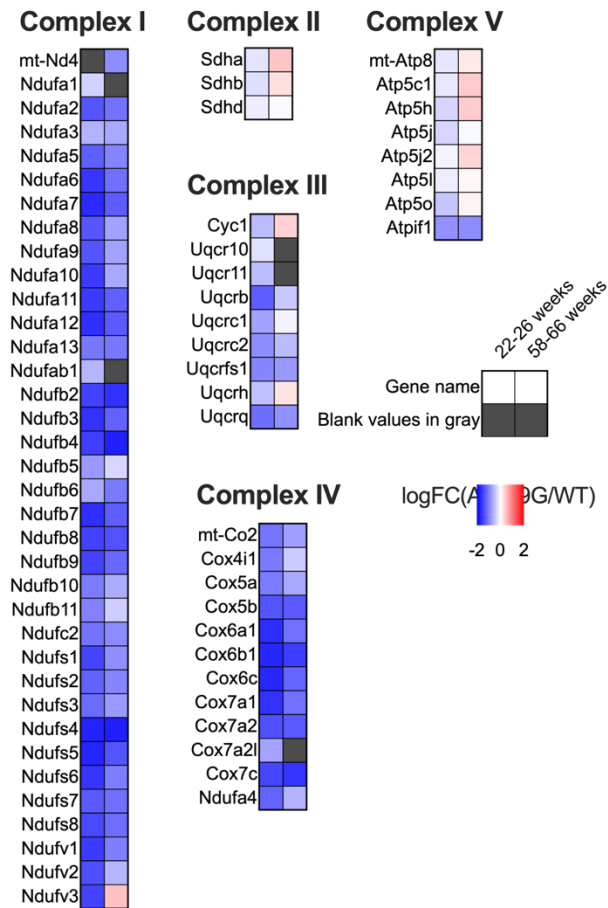 Complex I
mt-Nd4
Ndufa1
Ndufa2
Ndufa3
Ndufa5
Ndufa6
Ndufa7
Ndufa8
Ndufa9
Ndufa10
Ndufa11
Ndufa12
Ndufa13
Ndufab1
Ndufb2
Ndufb3
Ndufb4
Ndufb5
Ndufb6
Ndufb7
Ndufb8
Ndufb9
Ndufb10
Ndufb11
Ndufc2
Ndufs1
Ndufs2
Ndufs3
Ndufs4
Ndufs5
Ndufs6
Ndufs7
Ndufs8
Ndufv1
Ndufv2
Ndufv3
Complex II
Sdha
Sdhb
Sdhd
Complex III
Cyc1
Uqcr10
Uqcr11
Uqcrb
Uqcrc1
Uqcrc2
Uqcrfs1
Uqcrh
Uqcrq
Complex IV
mt-Co2
Cox4i1
Cox5a
Cox5b
Cox6a1
Cox6b1
Cox6c
Cox7a1
Cox7a2
Cox7a2l
Cox7c
Ndufa4
Complex V
mt-Atp8
Atp5c1
Atp5h
Atp5j
Atp5j2
Atp5l
Atp5o
Atpif1
22-26 weeks
58-66 weeks
Gene name
Blank values in gray
logFC(A 9G/WT)
-2 0 2